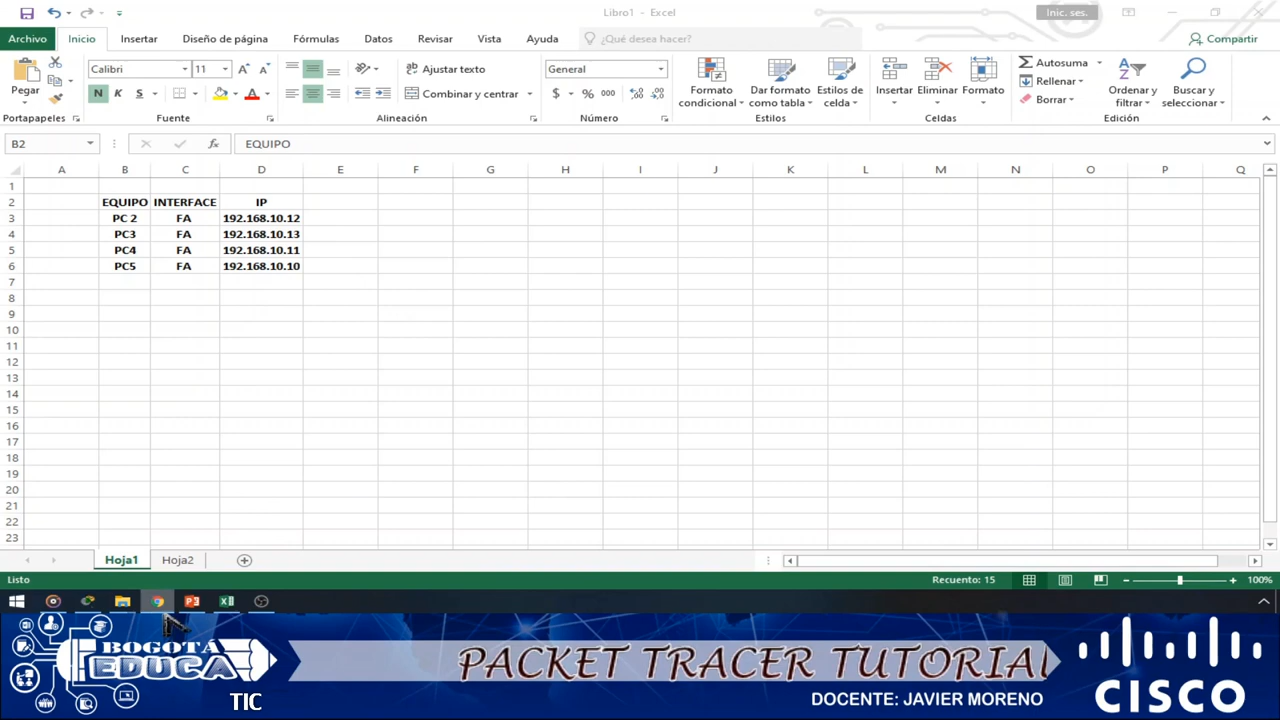 Libro1 - Excel
Inic. ses.
Archivo Inicio Insertar Diseño de página Fórmulas Datos Revisar Vista Ayuda ¿Qué desea hacer? Compartir
Pegar
Portapapeles
Calibri 11
N K S
Fuente
Ajustar texto
Combinar y centrar
Alineación
General
$ % 000
Número
Formato condicional
Dar formato como tabla
Estilos de celda
Estilos
Insertar Eliminar Formato
Celdas
Autosuma
Rellenar
Borrar
Ordenar y filtrar
Buscar y seleccionar
Edición
B2 fx EQUIPO
A B C D E F G H I J K L M N O P Q
1
2 EQUIPO INTERFACE IP
3 PC 2 FA 192.168.10.12
4 PC3 FA 192.168.10.13
5 PC4 FA 192.168.10.11
6 PC5 FA 192.168.10.10
7
8
9
10
11
12
13
14
15
16
17
18
19
20
21
22
23
Hoja1 Hoja2
Listo Recuento: 15 100%
BOGOTÁ
EDUCA
TIC
PACKET TRACER TUTORIAL
DOCENTE: JAVIER MORENO
CISCO